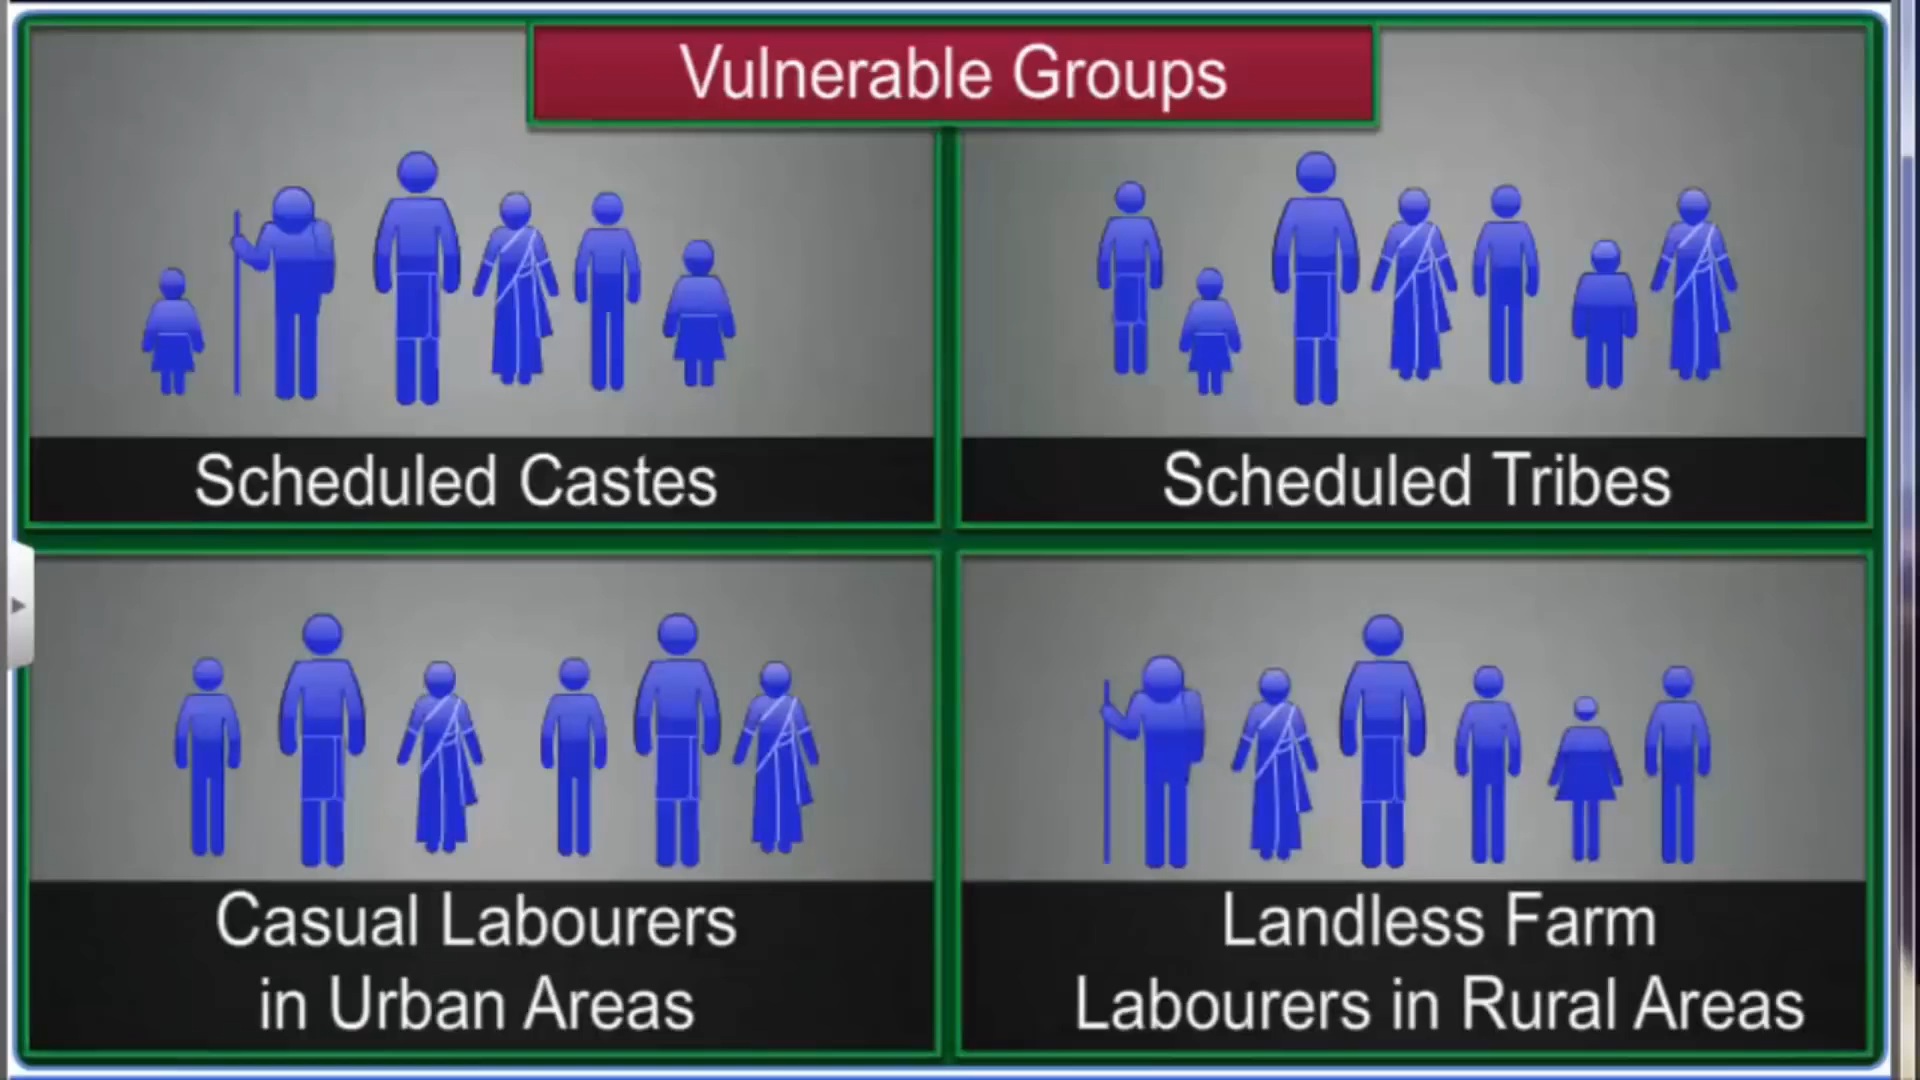 Vulnerable Groups
Scheduled Castes
Scheduled Tribes
Casual Labourers
in Urban Areas
Landless Farm
Labourers in Rural Areas